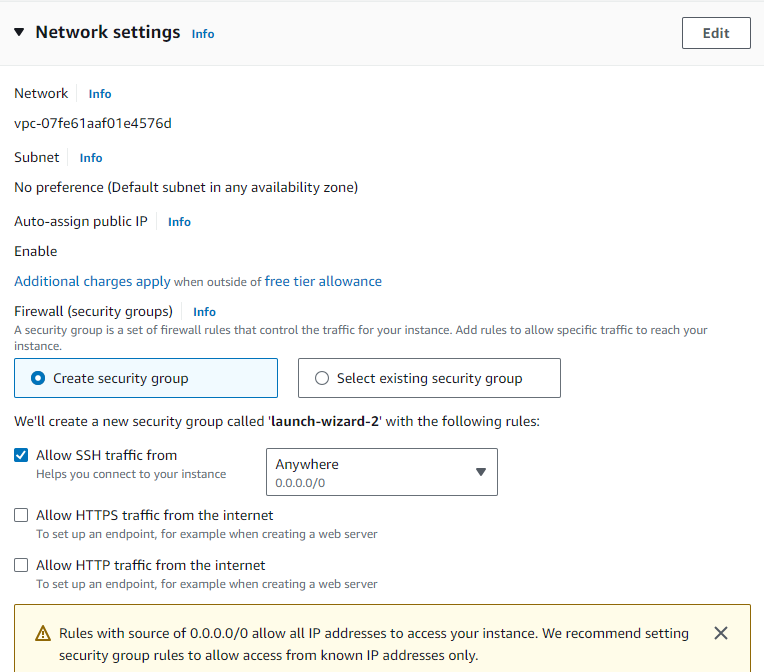 Network settings Info Edit
Network Info
vpc-07fe61aaf01e4576d
Subnet Info
No preference (Default subnet in any availability zone)
Auto-assign public IP Info
Enable
Additional charges apply when outside of free tier allowance
Firewall (security groups) Info
A security group is a set of firewall rules that control the traffic for your instance. Add rules to allow specific traffic to reach your
instance.
Create security group Select existing security group
We'll create a new security group called 'launch-wizard-2' with the following rules:
Allow SSH traffic from
Helps you connect to your instance
Anywhere
0.0.0.0/0
Allow HTTPS traffic from the internet
To set up an endpoint, for example when creating a web server
Allow HTTP traffic from the internet
To set up an endpoint, for example when creating a web server
Rules with source of 0.0.0.0/0 allow all IP addresses to access your instance. We recommend setting
security group rules to allow access from known IP addresses only.